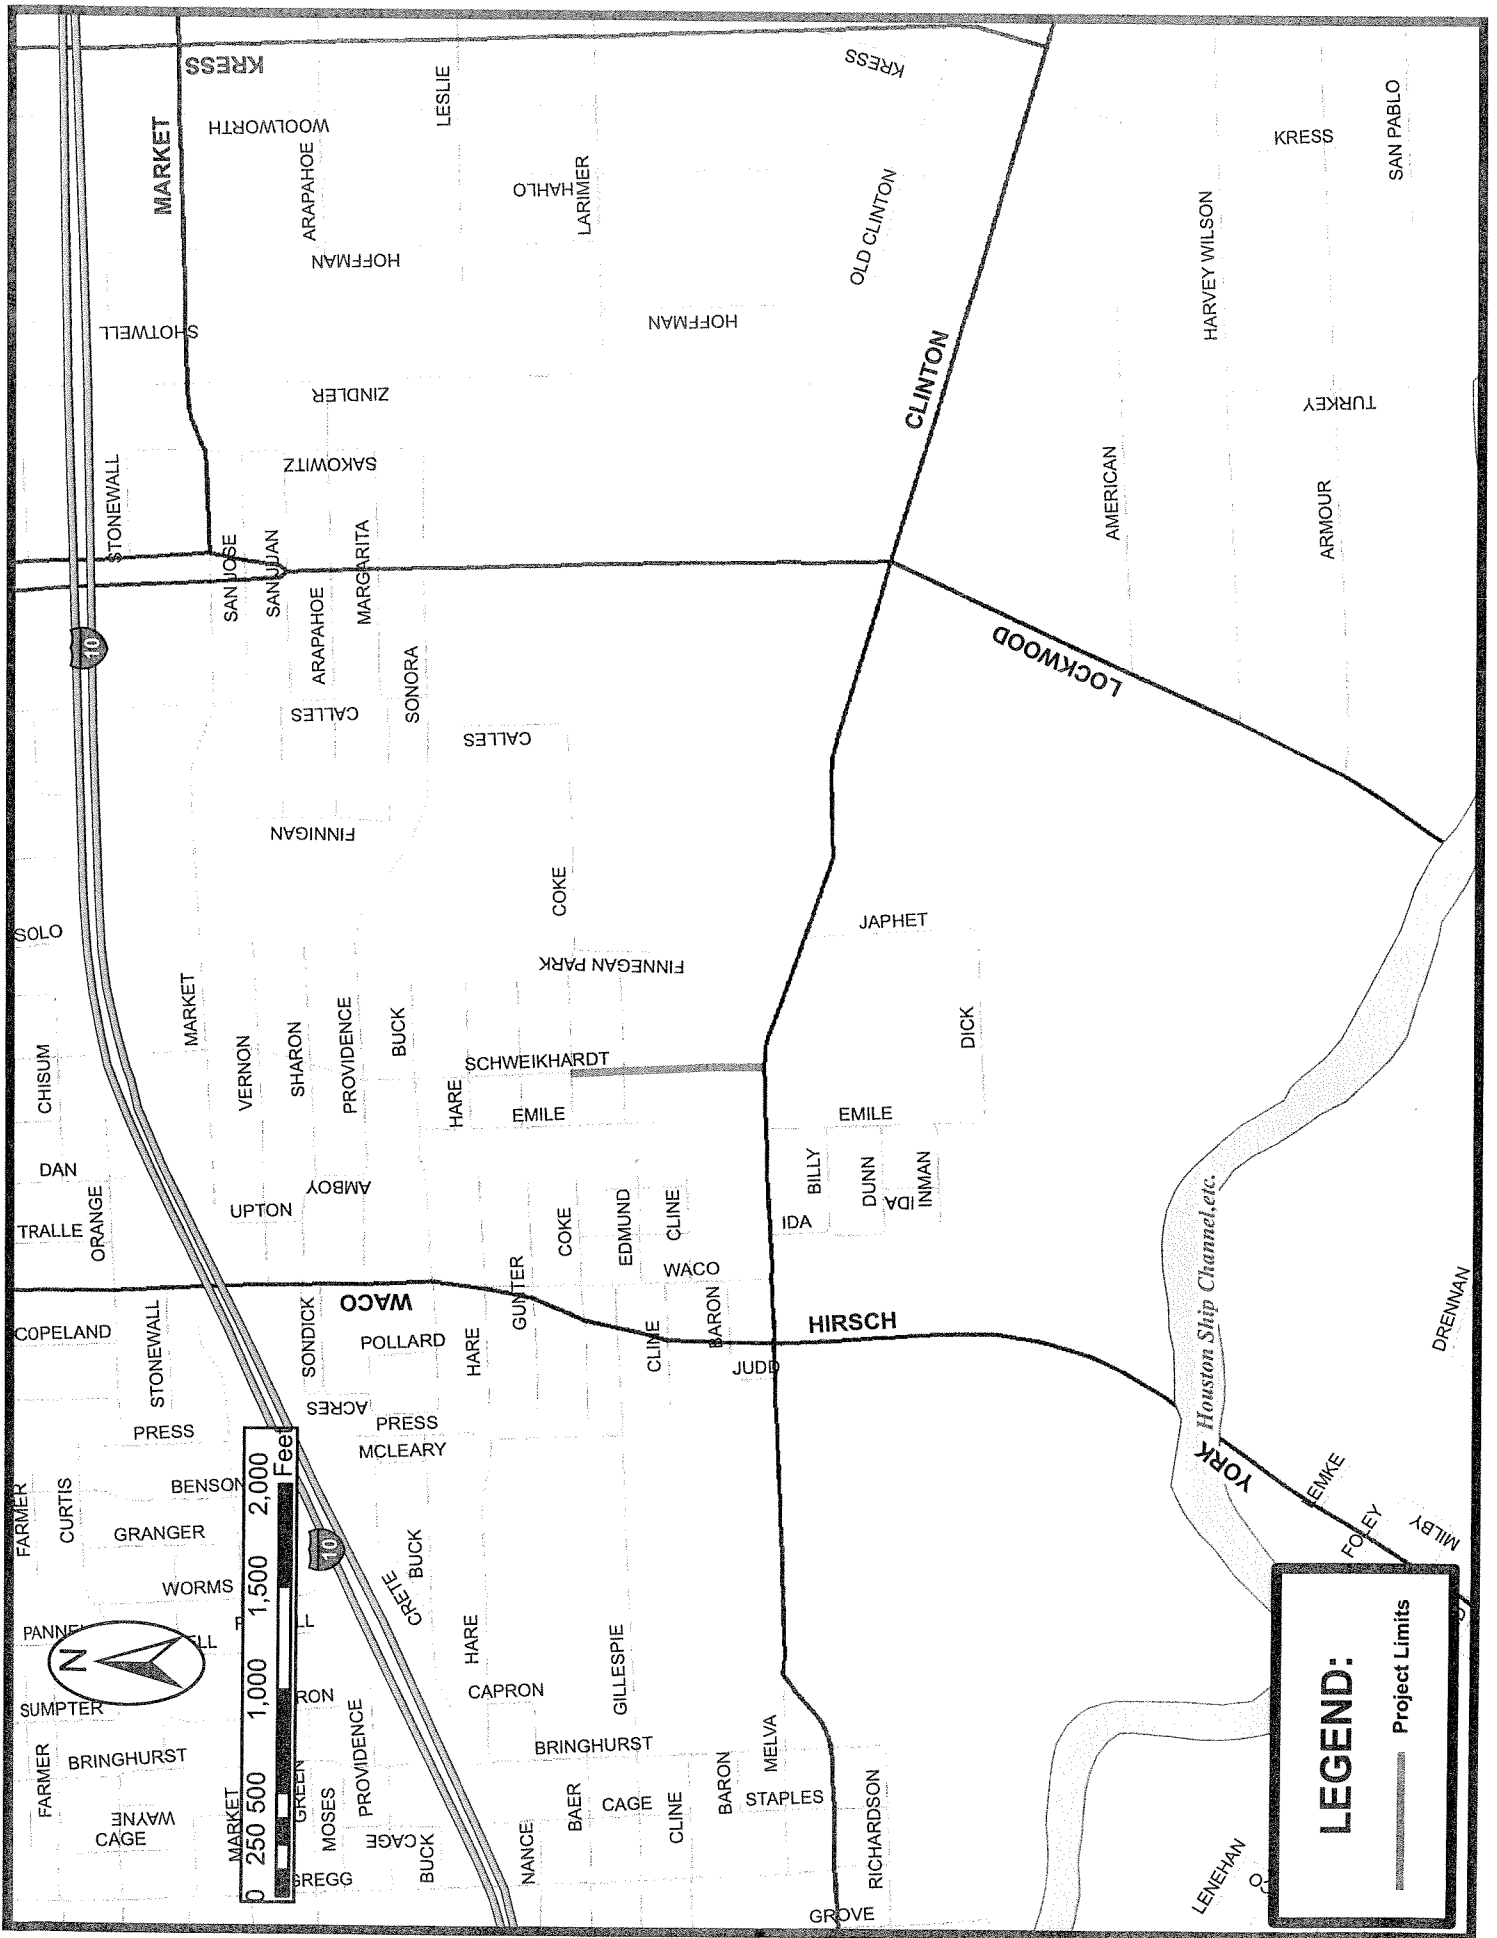 KRESS
MARKET
WOOLWORTH
ARAPAHOE
LESLIE
HAHLO
LARIMER
KRESS
OLD CLINTON
HOFFMAN
SHOTWELL
HOFFMAN
ZINDLER
CLINTON
KRESS
SAN PABLO
HARVEY WILSON
TURKEY
AMERICAN
ARMOUR
STONEWALL
SAKOWITZ
SAN JOSE
SAN JUAN
MARGARITA
ARAPAHOE
SONORA
CALLES
CALLES
LOCKWOOD
10
FINNIGAN
COKE
JAPHET
SOLO
FINNEGAN PARK
MARKET
VERNON
SHARON
PROVIDENCE
BUCK
SCHWEIKHARDT
HARE
EMILE
DICK
EMILE
CHISUM
DAN
TRALLE
ORANGE
UPTON
AMBOY
COKE
EDMUND
CLINE
BILLY
DUNN
IDA
INMAN
IDA
WACO
GUNTER
WACO
BARON
CLINE
HIRSCH
JUDD
COPELAND
STONEWALL
SONDICK
POLLARD
HARE
ACRES
PRESS
PRESS
MCLEARY
Houston Ship Channel,etc.
DRENNAN
YORK
LEMKE
FOLEY
MILBY
FARMER
CURTIS
BENSON
GRANGER
WORMS
10
CRETE
BUCK
HARE
GILLESPIE
CAPRON
BRINGHURST
N
SUMPTER
FARMER
BRINGHURST
WAYNE
CAGE
MARKET
GREEN
MOSES
PROVIDENCE
CAGE
BUCK
GREGG
NANCE
BAER
CAGE
CLINE
BARON
MELVA
STAPLES
RICHARDSON
GROVE
LENEHAN
0 250 500 1,000 1,500 2,000
Feet
LEGEND:
Project Limits